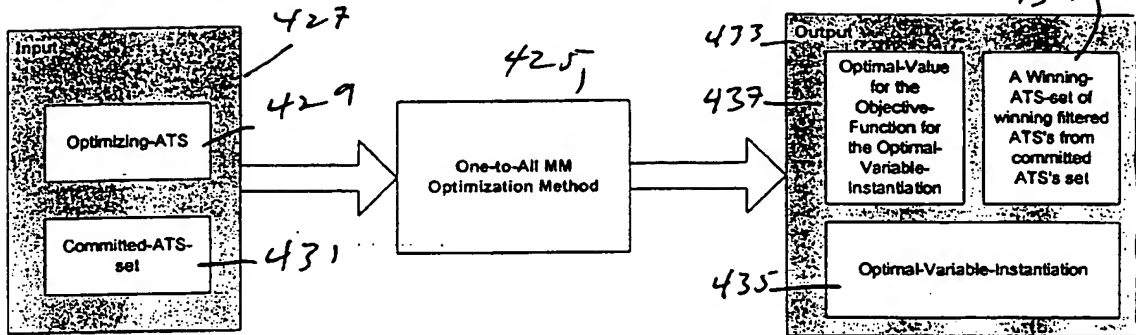 427
Input
429
Optimizing-ATS
Committed-ATS-
set
431
425
One-to-All MM
Optimization Method
433
Output
437
Optimal-Value
for the
Objective-
Function for
the Optimal-
Variable-
Instantiation
A Winning-
ATS-set of
winning filtered
ATS's from
committed
ATS's set
435
Optimal-Variable-Instantiation